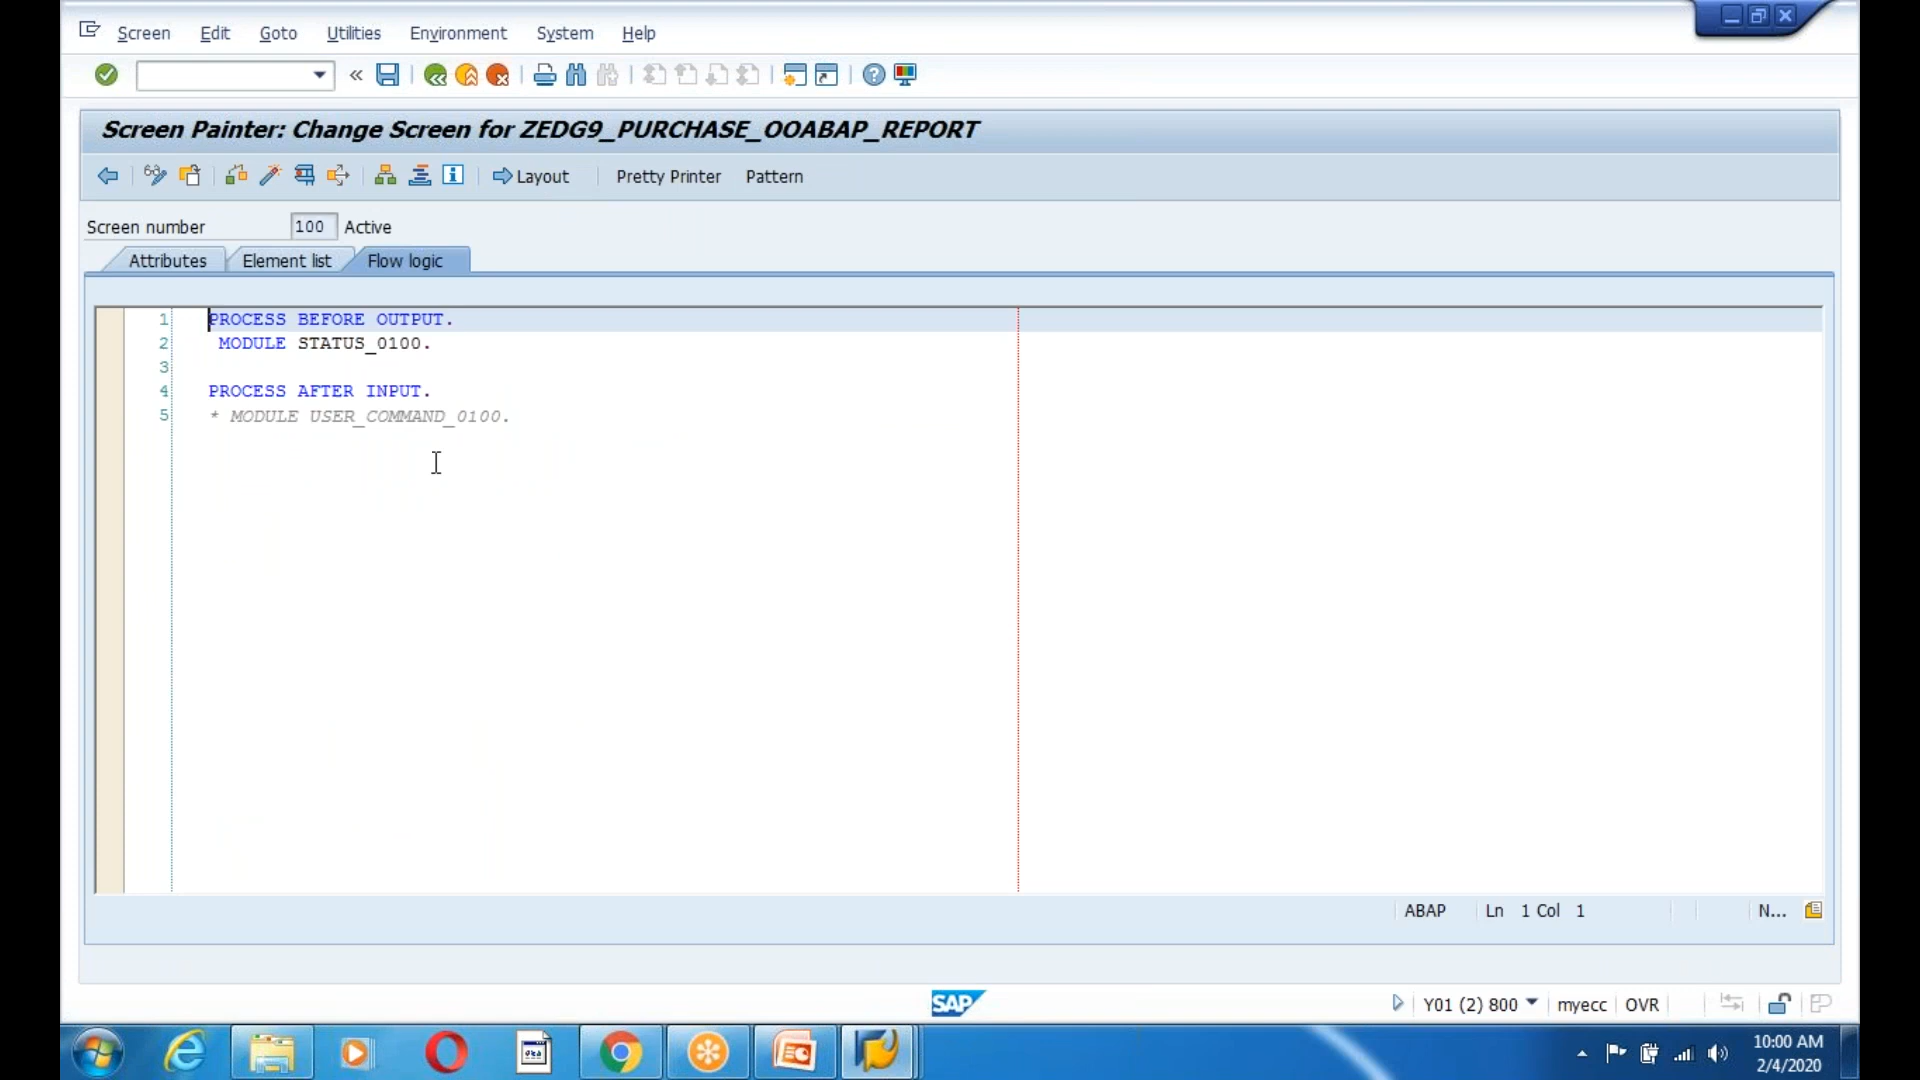 Screen Edit Goto Utilities Environment System Help
Screen Painter: Change Screen for ZEDG9_PURCHASE_OOABAP_REPORT
Layout Pretty Printer Pattern
Screen number 100 Active
Attributes Element list Flow logic
1 PROCESS BEFORE OUTPUT.
2 MODULE STATUS_0100.
3
4 PROCESS AFTER INPUT.
5 * MODULE USER_COMMAND_0100.
ABAP Ln 1 Col 1 N...
SAP Y01 (2) 800 myecc OVR
10:00 AM
2/4/2020